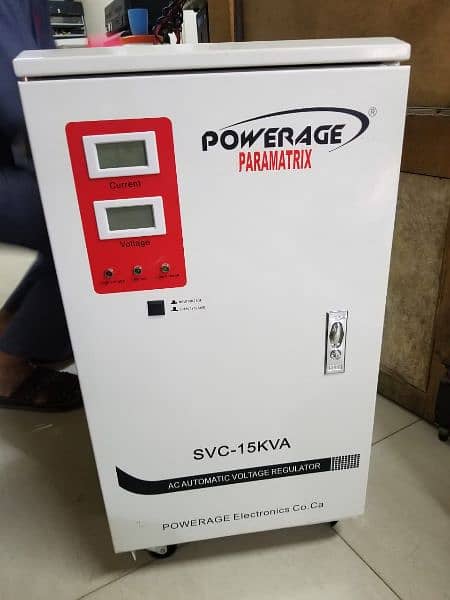 POWERAGE ®
PARAMATRIX
Current
Voltage
SVC-15KVA
AC AUTOMATIC VOLTAGE REGULATOR
POWERAGE Electronics Co.Ca